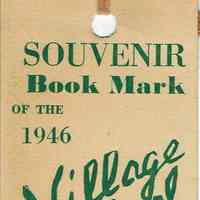 SOUVENIR
Book Mark
OF THE
1946
Village